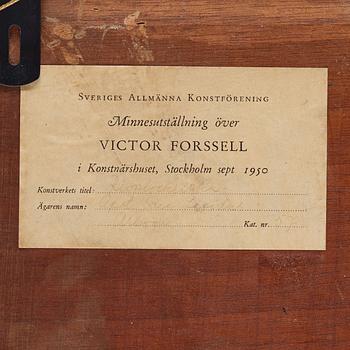 SVERIGES ALLMÄNNA KONSTFÖRENING
Minnesutställning över
VICTOR FORSSELL
i Konstnärshuset, Stockholm sept 1950
Konstverkets titel:
Ägarens namn:
Kat. nr